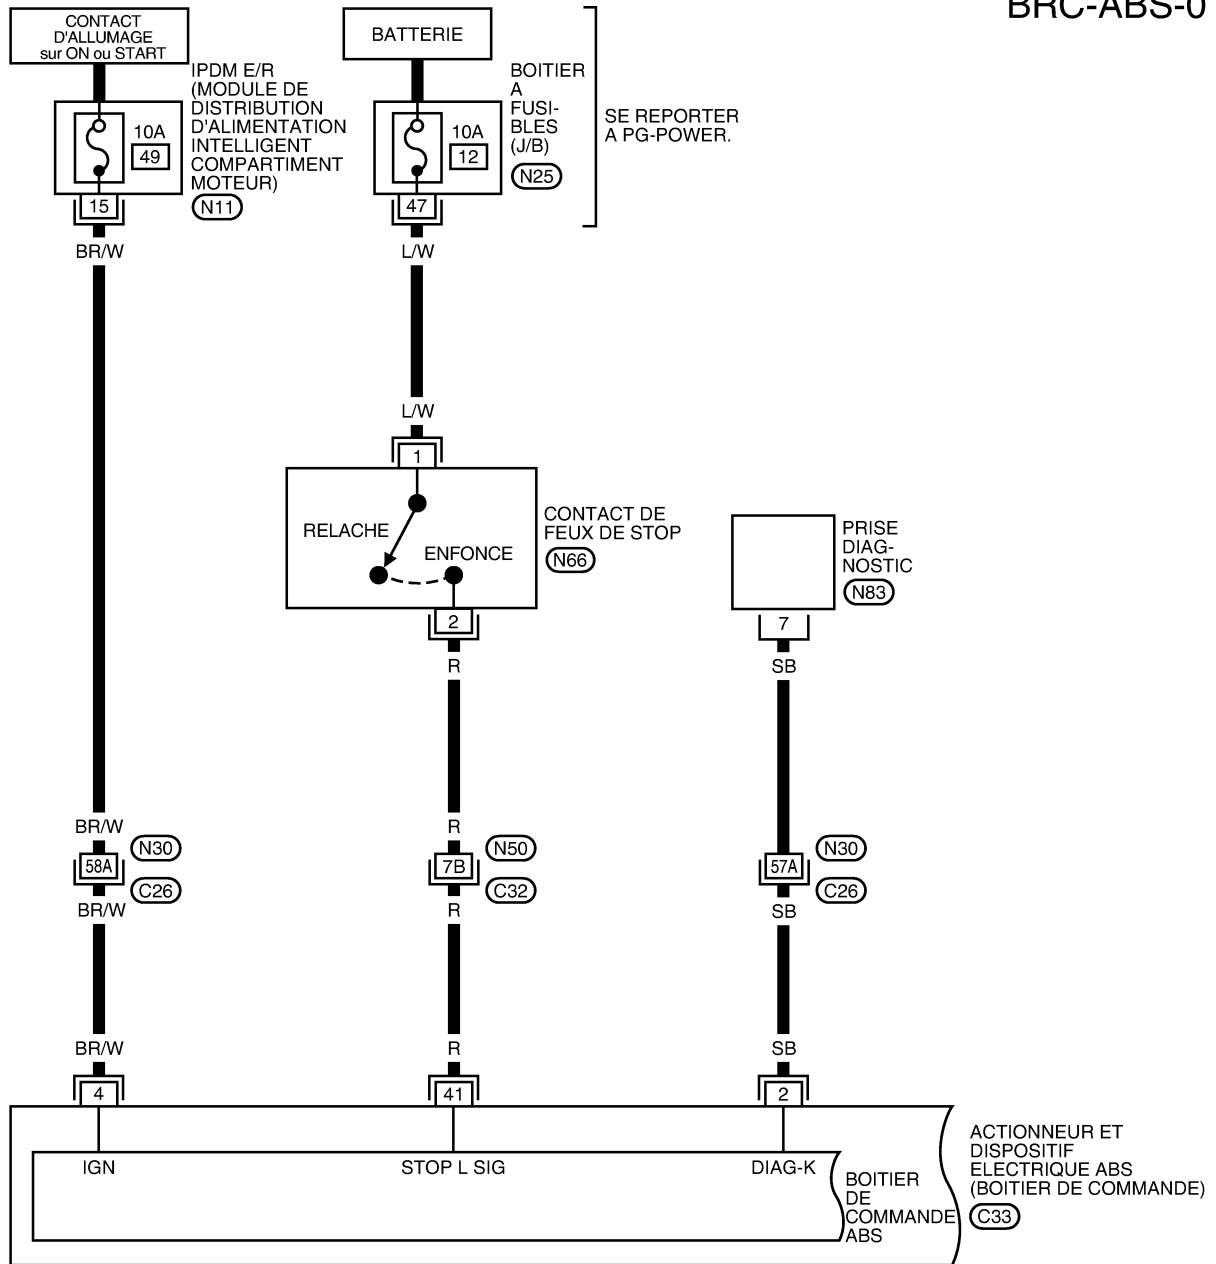 BRC-ABS-0
CONTACT
D'ALLUMAGE
sur ON ou START
BATTERIE
IPDM E/R
(MODULE DE
DISTRIBUTION
D'ALIMENTATION
INTELLIGENT
COMPARTIMENT
MOTEUR)
N11
10A
49
15
BR/W
BOITIER
A
FUSI-
BLES
(J/B)
N25
10A
12
47
L/W
SE REPORTER
A PG-POWER.
L/W
1
RELACHE
ENFONCE
CONTACT DE
FEUX DE STOP
N66
2
R
PRISE
DIAG-
NOSTIC
N83
7
SB
BR/W
58A
N30
C26
BR/W
R
7B
N50
C32
R
57A
N30
C26
SB
BR/W
R
SB
4
41
2
IGN
STOP L SIG
DIAG-K
BOITIER
DE
COMMANDE
ABS
ACTIONNEUR ET
DISPOSITIF
ELECTRIQUE ABS
(BOITIER DE COMMANDE)
C33